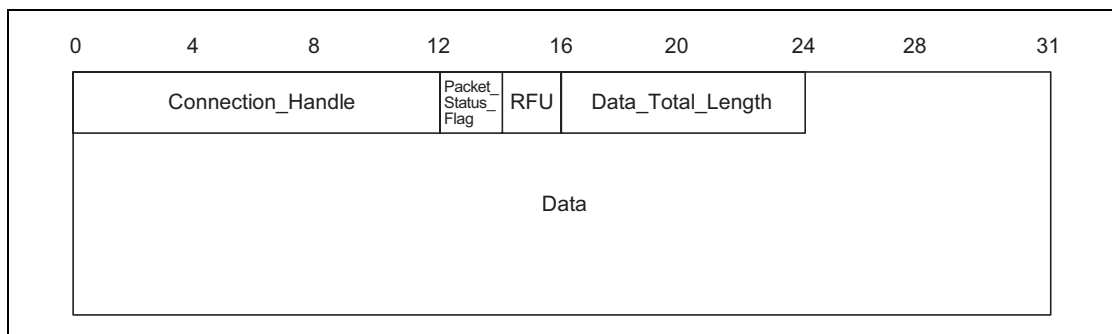 0 4 8 12 16 20 24 28 31
Connection_Handle Packet_ RFU Data_Total_Length
Status_
Flag
Data